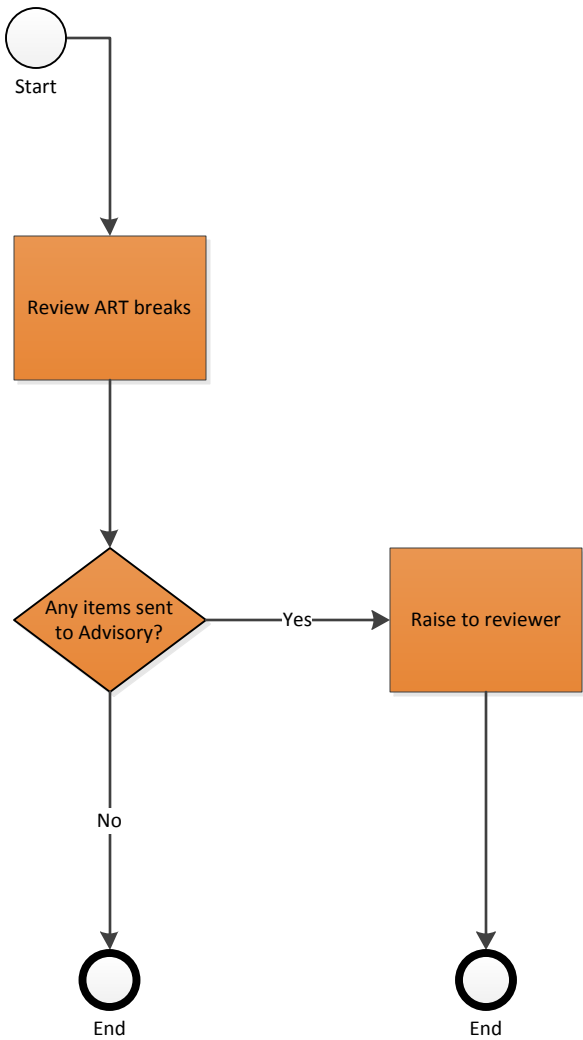 Start
Review ART breaks
Any items sent
to Advisory?
Yes
Raise to reviewer
No
End
End